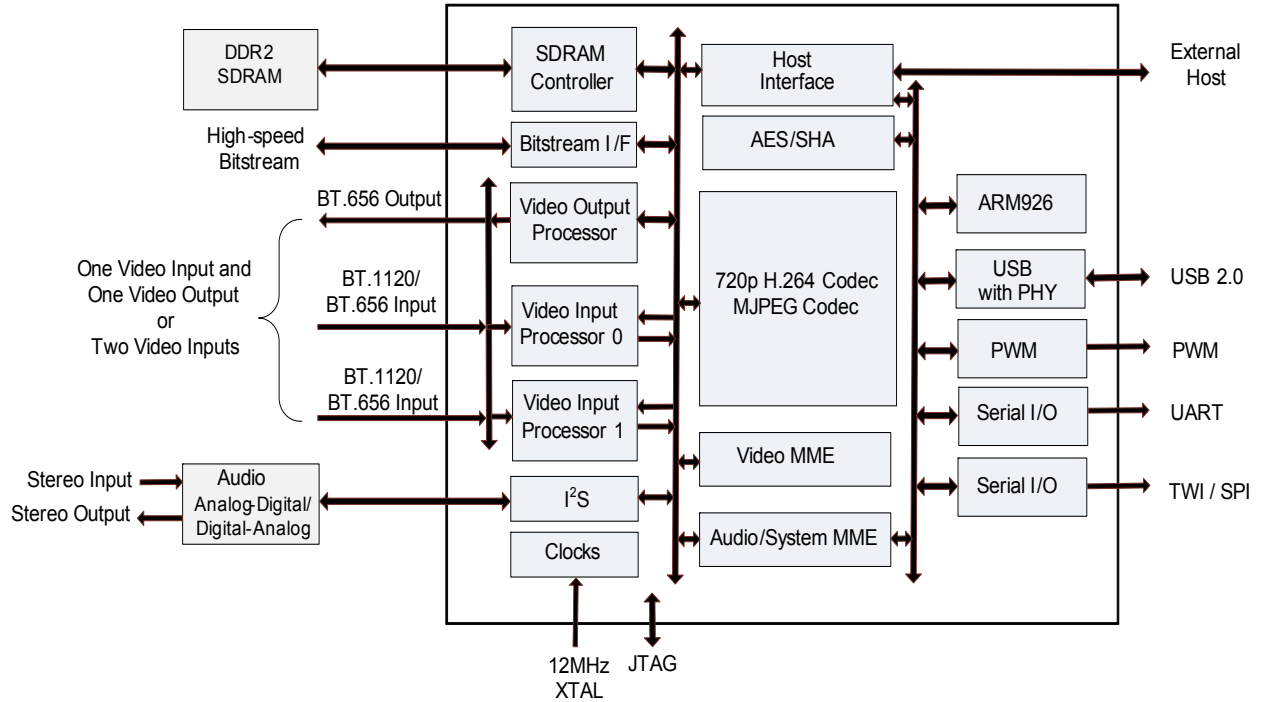 DDR2
SDRAM
SDRAM
Controller
Host
Interface
External
Host
High-speed
Bitstream
Bitstream I/F
AES/SHA
BT.656 Output
Video Output
Processor
ARM926
One Video Input and
One Video Output
or
Two Video Inputs
BT.1120/
BT.656 Input
Video Input
Processor 0
720p H.264 Codec
MJPEG Codec
USB
with PHY
USB 2.0
PWM
PWM
BT.1120/
BT.656 Input
Video Input
Processor 1
Serial I/O
UART
Stereo Input
Stereo Output
Audio
Analog-Digital/
Digital-Analog
I²S
Video MME
Serial I/O
TWI / SPI
Clocks
Audio/System MME
12MHz
XTAL
JTAG